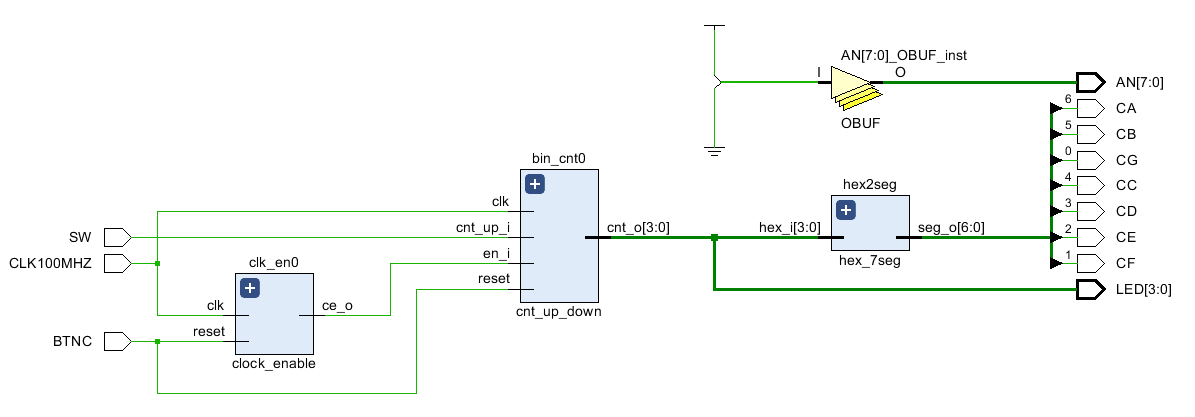 AN[7:0]_OBUF_inst
I
O
OBUF
AN[7:0]
6
CA
5
CB
0
CG
4
CC
3
CD
2
CE
1
CF
LED[3:0]
bin_cnt0
clk
cnt_up_i
en_i
reset
cnt_o[3:0]
cnt_up_down
hex2seg
hex_i[3:0]
seg_o[6:0]
hex_7seg
SW
CLK100MHZ
BTNC
clk_en0
clk
reset
ce_o
clock_enable